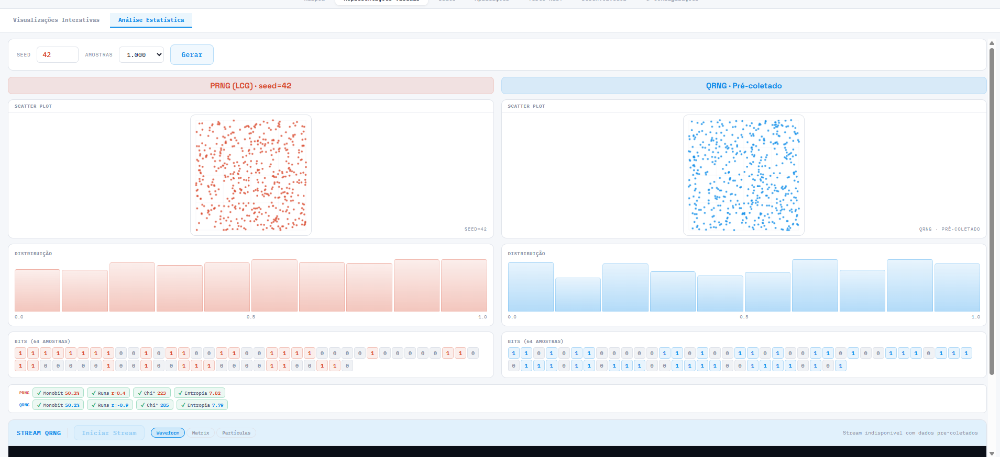 Representações Visuais Aplicações Configurações
Visualizações Interativas Análise Estatística
SEED 42 AMOSTRAS 1.000 Gerar
PRNG (LCG) · seed=42
QRNG · Pré-coletado
SCATTER PLOT
SEED=42
SCATTER PLOT
QRNG · PRÉ-COLETADO
DISTRIBUIÇÃO
0.0 0.5 1.0
DISTRIBUIÇÃO
0.0 0.5 1.0
BITS (64 AMOSTRAS)
1 1 1 1 1 1 1 1 0 0 1 0 1 1 0 0 1 1 0 0 1 1 1 1 0 0 0 0 1 0 0 0 0 0 1 1 0
1 1 0 0 0 0 0 1 0 0 1 0 0 1 1 1 0 0 0 0 1 1 0 0 1 1 0
BITS (64 AMOSTRAS)
1 1 0 1 0 1 1 0 0 0 0 0 1 1 0 1 0 0 1 1 0 1 0 0 1 1 0 1 0 0 1 1 1 0 1 1 1
0 1 1 1 0 1 1 0 1 1 1 0 0 1 1 1 1 0 0 1 1 1 1 0 1 0 1
PRNG ✓ Monobit 50.3% ✓ Runs z=0.4 ✓ Chi² 223 ✓ Entropia 7.82
QRNG ✓ Monobit 50.2% ✓ Runs z=-0.9 ✓ Chi² 285 ✓ Entropia 7.79
STREAM QRNG Iniciar Stream Waveform Matrix Partículas Stream indisponivel com dados pre-coletados